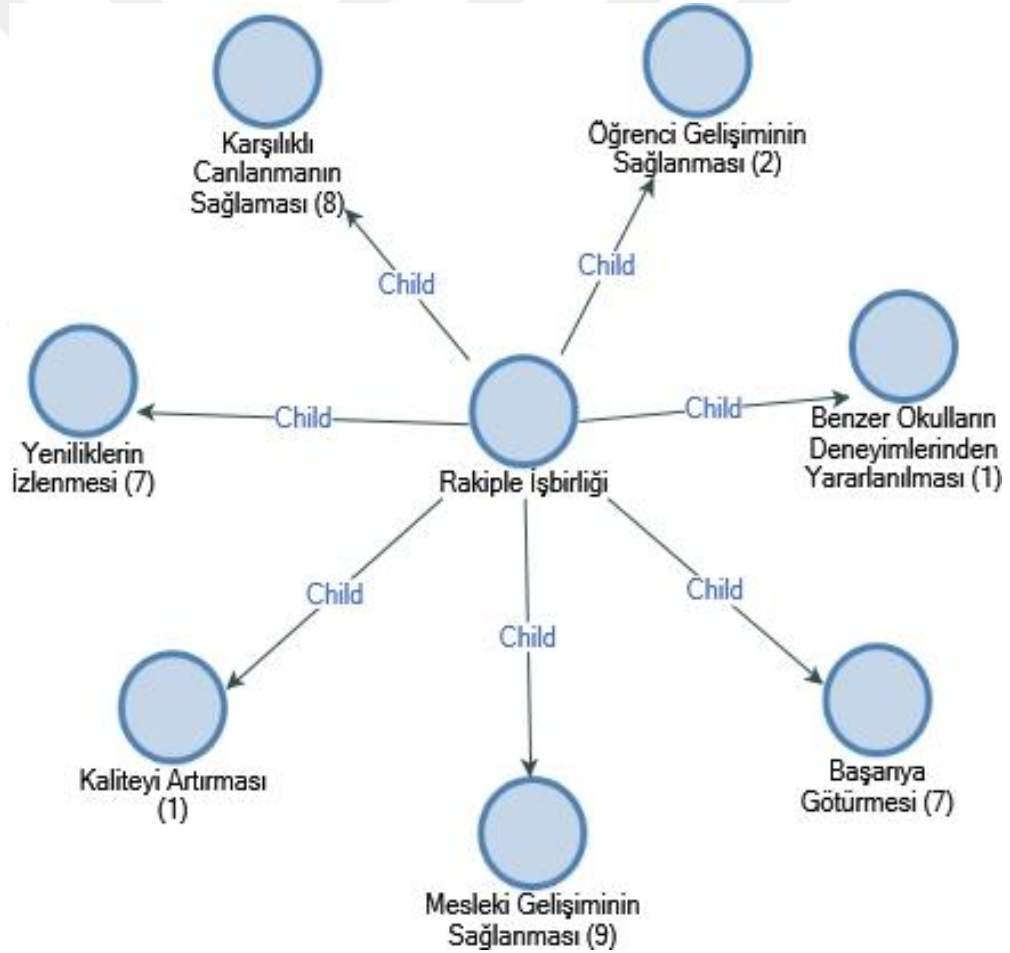 Karşılıklı
Canlanmanın
Sağlaması (8)
Öğrenci Gelişiminin
Sağlanması (2)
Child
Child
Yeniliklerin
İzlenmesi (7)
Child
Rakiple İşbirliği
Child
Benzer Okulların
Deneyimlerinden
Yararlanılması (1)
Child
Child
Child
Kaliteyi Artırması
(1)
Mesleki Gelişiminin
Sağlanması (9)
Başarıya
Götürmesi (7)